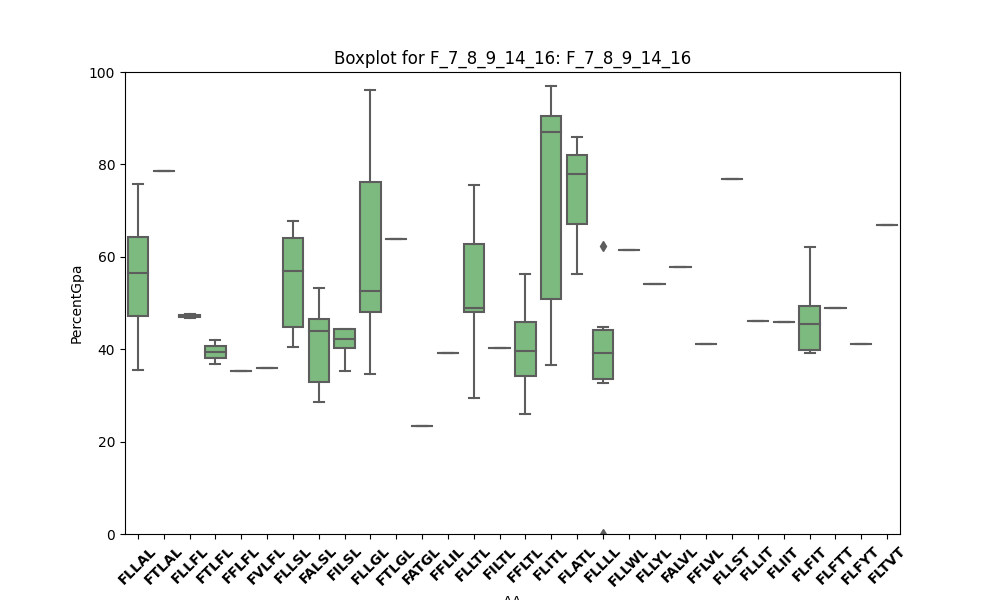 Boxplot for F_7_8_9_14_16: F_7_8_9_14_16
PercentGpa
100
80
60
40
20
0
FLLAL FTLAL FLLFL FTLFL FFLFL FVLFL FLLSL FALSL FILSL FLLGL FTLGL FATGL FFLIL FLLTL FILTL FFLTL FLITL FLATL FLLLL FLLWL FLLYL FALVL FFLVL FLLST FLLIT FLIIT FLFIT FLFTT FLFYT FLTVT
AA